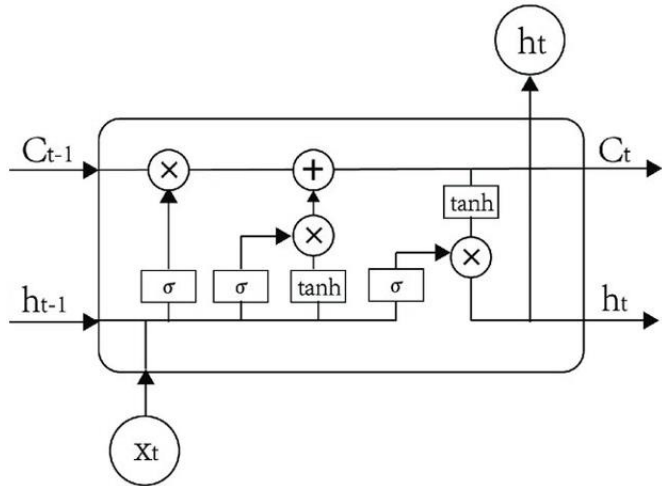 ht
Ct-1
×
+
Ct
tanh
×
×
σ
σ
tanh
σ
ht-1
ht
xt